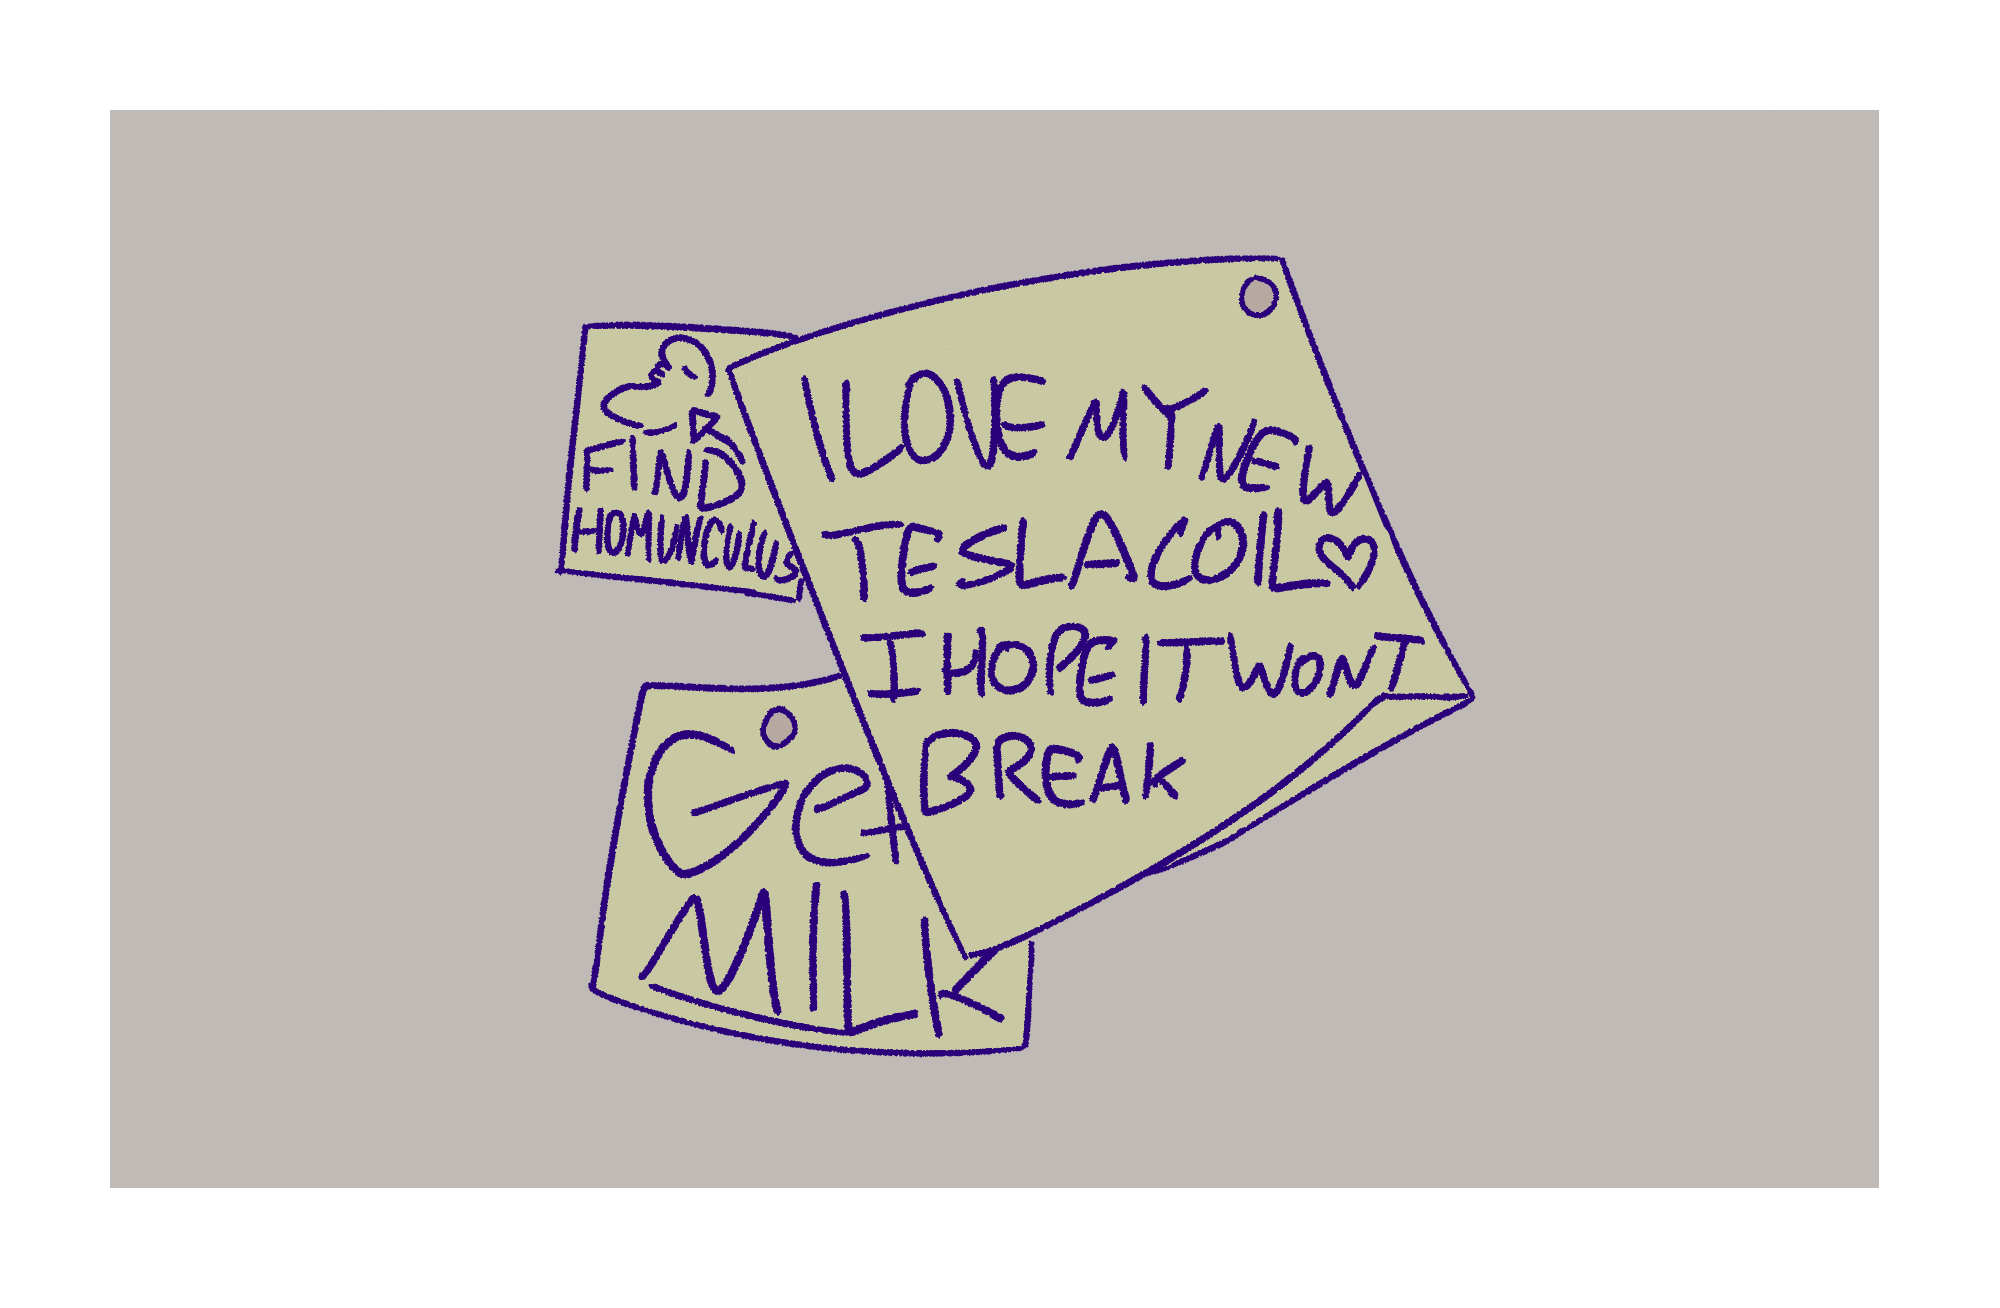 FIND
HOMUNCULUS
I LOVE MY NEW
TESLA COIL♡
I HOPE IT WONT
BREAK
Get
MILK